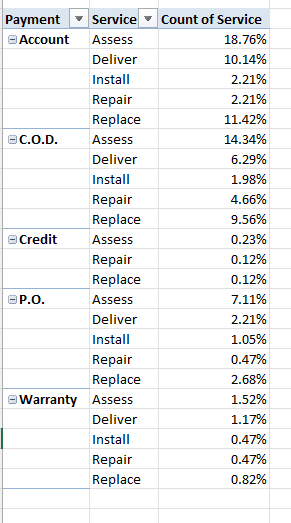 Payment Service Count of Service
Account Assess 18.76%
Deliver 10.14%
Install 2.21%
Repair 2.21%
Replace 11.42%
C.O.D. Assess 14.34%
Deliver 6.29%
Install 1.98%
Repair 4.66%
Replace 9.56%
Credit Assess 0.23%
Repair 0.12%
Replace 0.12%
P.O. Assess 7.11%
Deliver 2.21%
Install 1.05%
Repair 0.47%
Replace 2.68%
Warranty Assess 1.52%
Deliver 1.17%
Install 0.47%
Repair 0.47%
Replace 0.82%